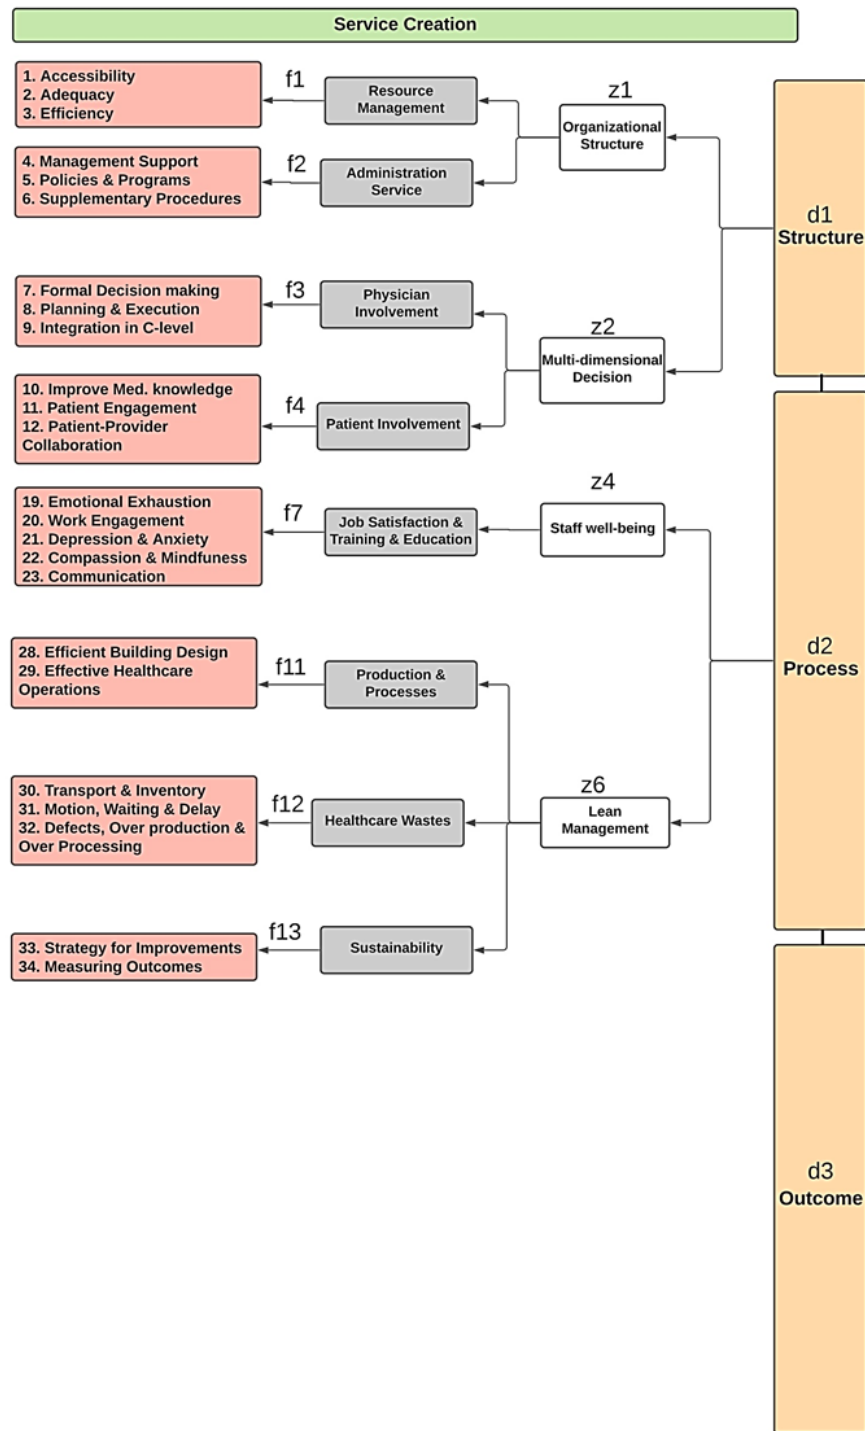 Service Creation
1. Accessibility
2. Adequacy
3. Efficiency
f1
Resource
Management
z1
Organizational
Structure
4. Management Support
5. Policies & Programs
6. Supplementary Procedures
f2
Administration
Service
d1
Structure
7. Formal Decision making
8. Planning & Execution
9. Integration in C-level
f3
Physician
Involvement
z2
Multi-dimensional
Decision
10. Improve Med. knowledge
11. Patient Engagement
12. Patient-Provider
Collaboration
f4
Patient Involvement
19. Emotional Exhaustion
20. Work Engagement
21. Depression & Anxiety
22. Compassion & Mindfuness
23. Communication
f7
Job Satisfaction &
Training & Education
z4
Staff well-being
d2
Process
28. Efficient Building Design
29. Effective Healthcare
Operations
f11
Production &
Processes
30. Transport & Inventory
31. Motion, Waiting & Delay
32. Defects, Over production &
Over Processing
f12
Healthcare Wastes
z6
Lean
Management
33. Strategy for Improvements
34. Measuring Outcomes
f13
Sustainability
d3
Outcome